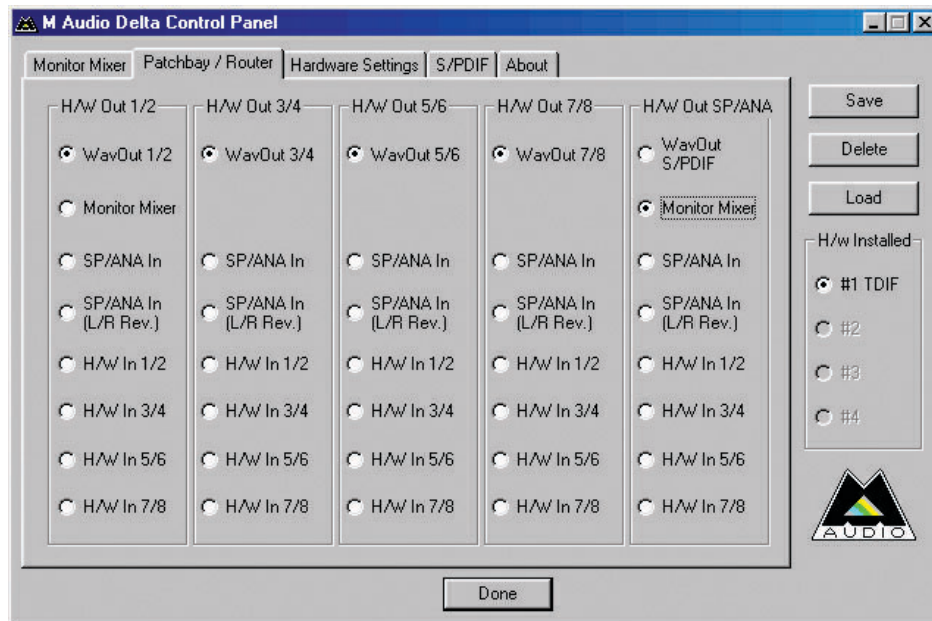 M Audio Delta Control Panel
Monitor Mixer
Patchbay / Router
Hardware Settings
S/PDIF
About
H/W Out 1/2
WavOut 1/2
Monitor Mixer
SP/ANA In
SP/ANA In
(L/R Rev.)
H/W In 1/2
H/W In 3/4
H/W In 5/6
H/W In 7/8
H/W Out 3/4
WavOut 3/4
SP/ANA In
SP/ANA In
(L/R Rev.)
H/W In 1/2
H/W In 3/4
H/W In 5/6
H/W In 7/8
H/W Out 5/6
WavOut 5/6
SP/ANA In
SP/ANA In
(L/R Rev.)
H/W In 1/2
H/W In 3/4
H/W In 5/6
H/W In 7/8
H/W Out 7/8
WavOut 7/8
SP/ANA In
SP/ANA In
(L/R Rev.)
H/W In 1/2
H/W In 3/4
H/W In 5/6
H/W In 7/8
H/W Out SP/ANA
WavOut
S/PDIF
Monitor Mixer
SP/ANA In
SP/ANA In
(L/R Rev.)
H/W In 1/2
H/W In 3/4
H/W In 5/6
H/W In 7/8
Save
Delete
Load
H/w Installed
#1 TDIF
#2
#3
#4
AUDIO
Done